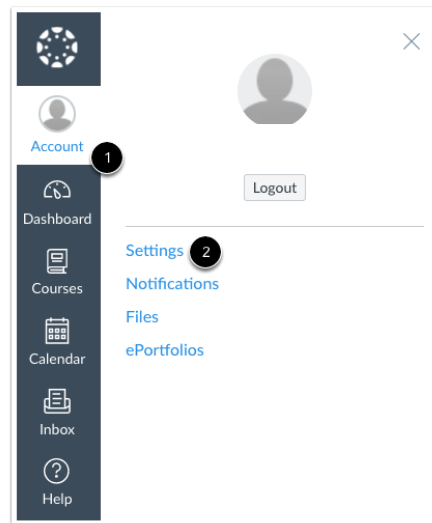 Account
1
Dashboard
Courses
Calendar
Inbox
Help
Logout
Settings 2
Notifications
Files
ePortfolios